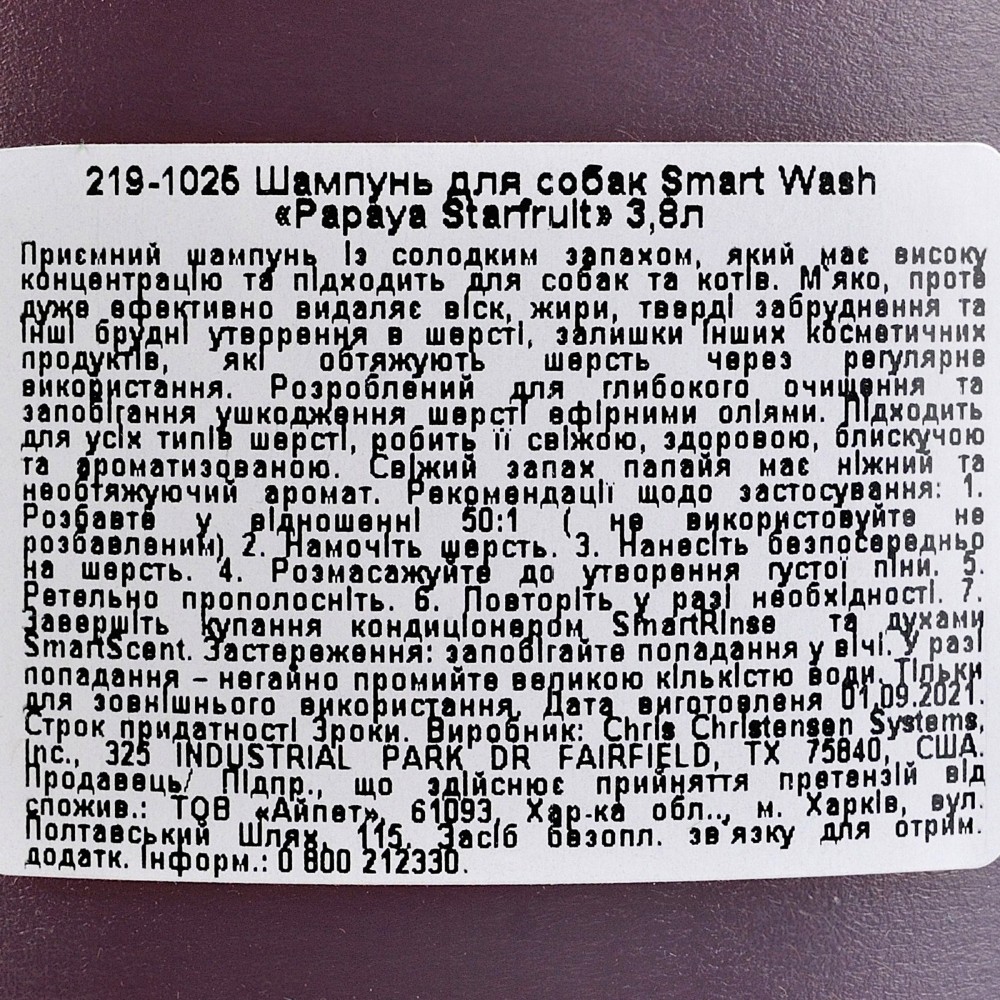 219-1025 Шампунь для собак Smart Wash
«Papaya Starfruit» 3,8л
Приємний шампунь із солодким запахом, який має високу
концентрацію та підходить для собак та котів. М'яко, проте
дуже ефективно видаляє віск, жири, тверді забруднення та
інші брудні утворення в шерсті, залишки інших косметичних
продуктів, які обтяжують шерсть через регулярне
використання. Розроблений для глибокого очищення та
запобігання ушкодження шерсті ефірними оліями. Підходить
для усіх типів шерсті, робить її свіжою, здоровою, блискучою
та ароматизованою. Свіжий запах папайя має ніжний та
необтяжуючий аромат. Рекомендації щодо застосування: 1.
Розбавте у відношенні 50:1 ( не використовуйте не
розбавленим) 2. Намочіть шерсть. 3. Нанесіть безпосередньо
на шерсть. 4. Розмасажуйте до утворення густої піни. 5.
Ретельно прополосніть. 6. Повторіть у разі необхідності. 7.
Завершіть купання кондиціонером SmartRinse та духами
SmartScent. Застереження: запобігайте попадання у вічі. У разі
попадання – негайно промийте великою кількістю води. Тільки
для зовнішнього використання. Дата виготовленя 01.09.2021.
Строк придатності 3роки. Виробник: Chris Christensen Systems,
Inc., 325 INDUSTRIAL PARK DR FAIRFIELD, TX 75840, США.
Продавець/ Підпр., що здійснює прийняття претензій від
спожив.: ТОВ «Айпет», 61093, Хар-ка обл.., м. Харків, вул.
Полтавський Шлях, 115. Засіб безопл. зв'язку для отрим.
додатк. Інформ.: 0 800 212330.